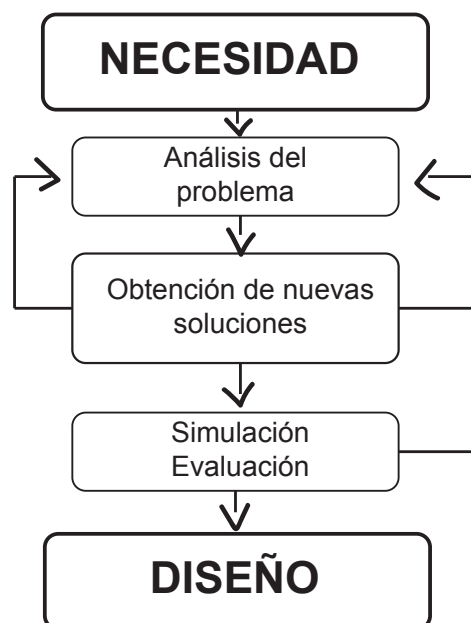 NECESIDAD
Análisis del
problema
Obtención de nuevas
soluciones
Simulación
Evaluación
DISEÑO